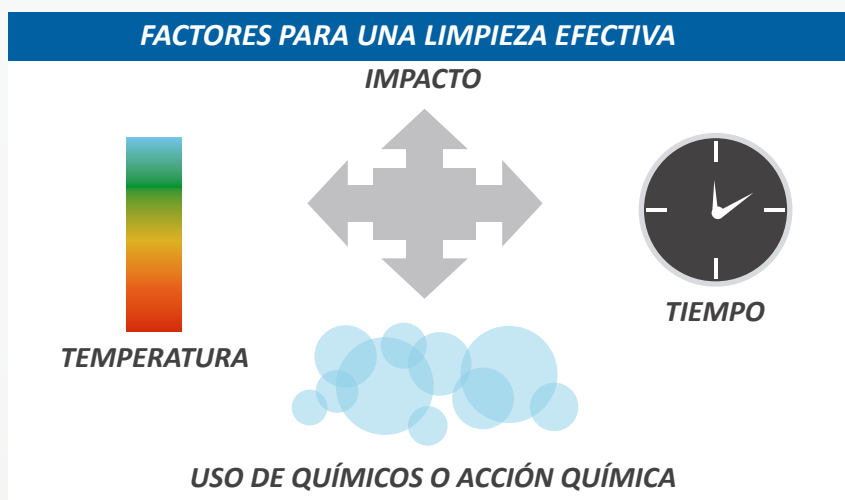 FACTORES PARA UNA LIMPIEZA EFECTIVA
IMPACTO
TIEMPO
TEMPERATURA
USO DE QUÍMICOS O ACCIÓN QUÍMICA